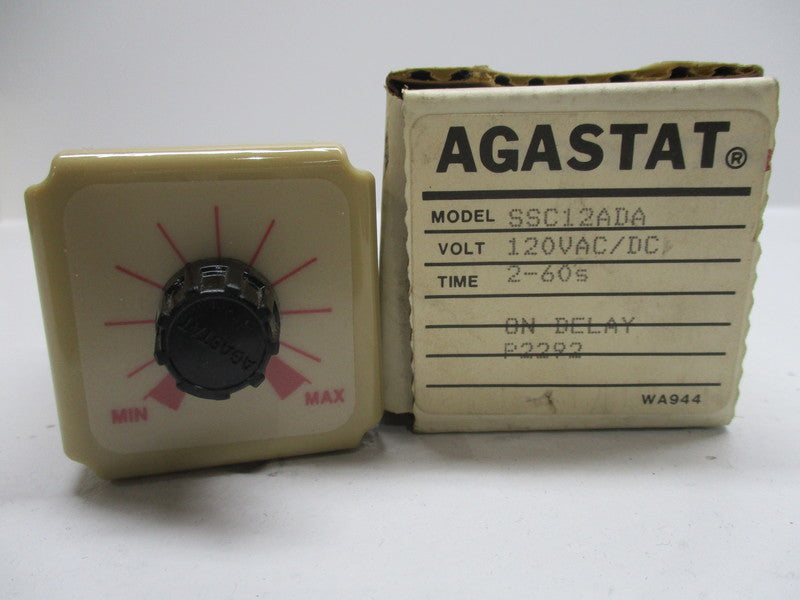 AGASTAT
MIN
MAX
AGASTAT®
MODEL SSC12ADA
VOLT 120VAC/DC
TIME 2-60s
ON DELAY
P2292
WA944